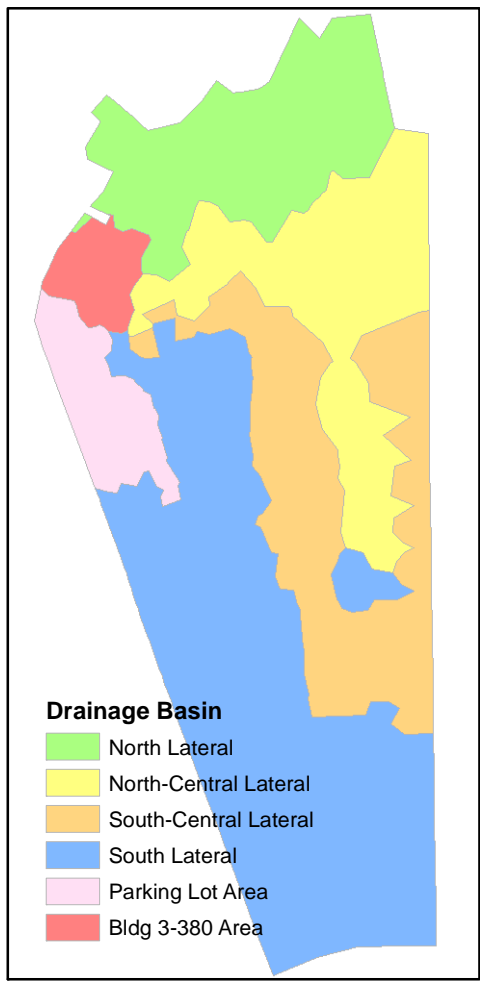 Drainage Basin
North Lateral
North-Central Lateral
South-Central Lateral
South Lateral
Parking Lot Area
Bldg 3-380 Area